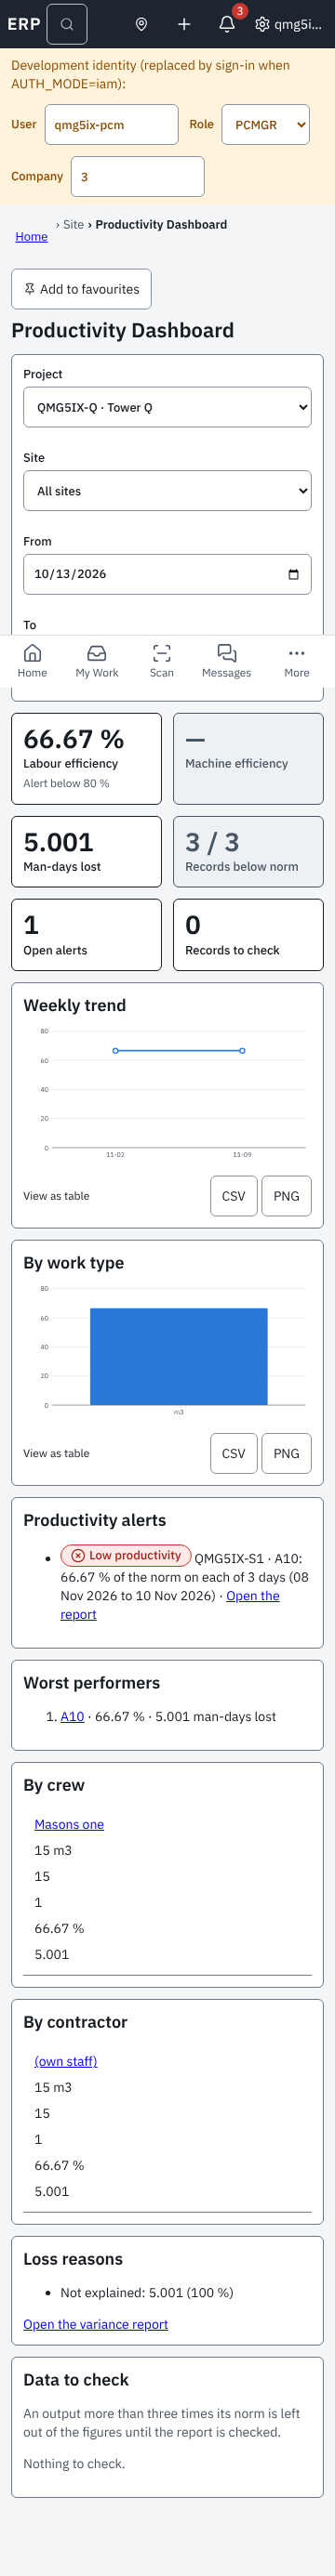 ERP
3
qmg5i...
Development identity (replaced by sign-in when
AUTH_MODE=iam):
User qmg5ix-pcm Role PCMGR
Company 3
Home › Site › Productivity Dashboard
Add to favourites
Productivity Dashboard
Project
QMG5IX-Q · Tower Q
Site
All sites
From
10/13/2026
To
Home My Work Scan Messages More
66.67 %
Labour efficiency
Alert below 80 %
—
Machine efficiency
5.001
Man-days lost
3 / 3
Records below norm
1
Open alerts
0
Records to check
Weekly trend
80
60
40
20
0
11-02 11-09
View as table CSV PNG
By work type
80
60
40
20
0
m3
View as table CSV PNG
Productivity alerts
• Low productivity QMG5IX-S1 · A10:
66.67 % of the norm on each of 3 days (08
Nov 2026 to 10 Nov 2026) · Open the
report
Worst performers
1. A10 · 66.67 % · 5.001 man-days lost
By crew
Masons one
15 m3
15
1
66.67 %
5.001
By contractor
(own staff)
15 m3
15
1
66.67 %
5.001
Loss reasons
• Not explained: 5.001 (100 %)
Open the variance report
Data to check
An output more than three times its norm is left
out of the figures until the report is checked.
Nothing to check.